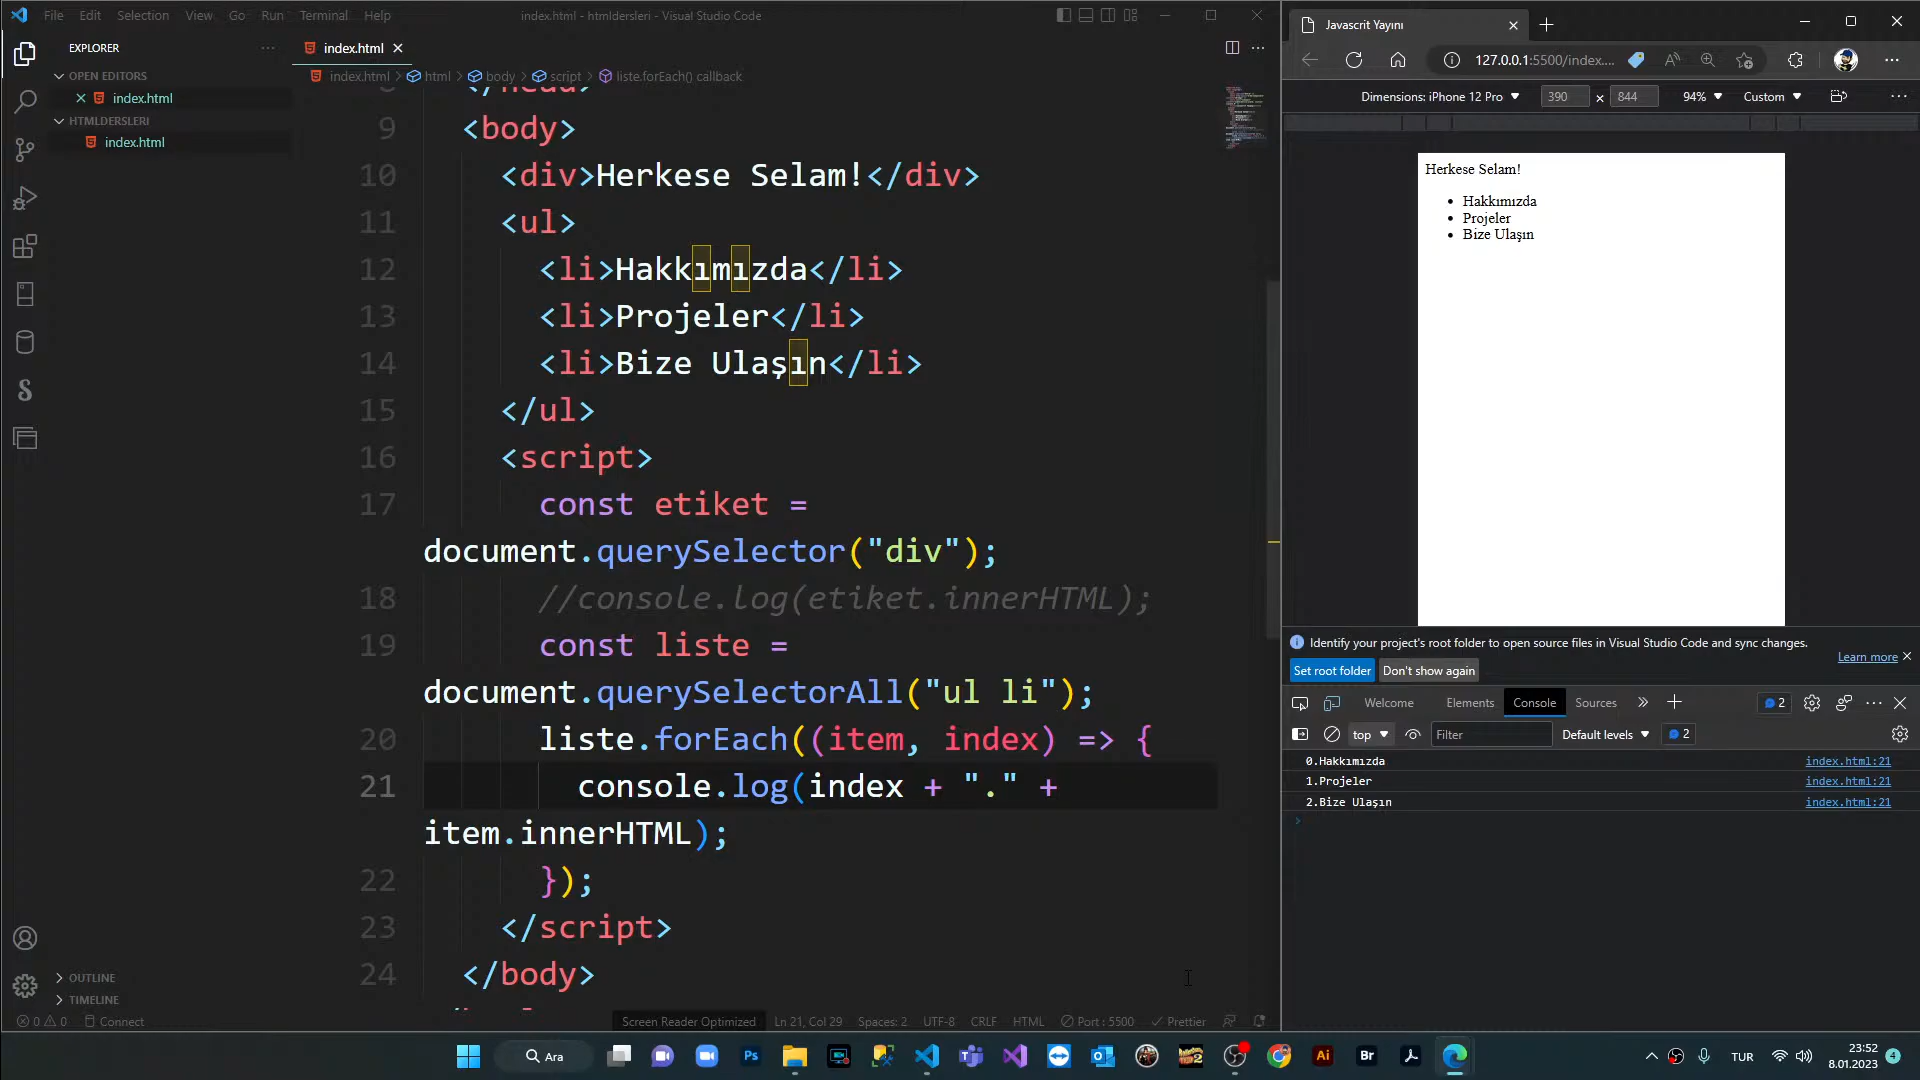 File Edit Selection View Go Run Terminal Help
index.html - htmldersleri - Visual Studio Code
EXPLORER
OPEN EDITORS
index.html
HTMLDERSLERI
index.html
OUTLINE
TIMELINE
index.html
index.html > html > body > script > liste.forEach() callback
9 <body>
10 <div>Herkese Selam!</div>
11 <ul>
12 <li>Hakkımızda</li>
13 <li>Projeler</li>
14 <li>Bize Ulaşın</li>
15 </ul>
16 <script>
17 const etiket =
document.querySelector("div");
18 //console.log(etiket.innerHTML);
19 const liste =
document.querySelectorAll("ul li");
20 liste.forEach((item, index) => {
21 console.log(index + "." +
item.innerHTML);
22 });
23 </script>
24 </body>
0 0 Connect
Screen Reader Optimized Ln 21, Col 29 Spaces: 2 UTF-8 CRLF HTML Port : 5500 Prettier
Javascrit Yayını
127.0.0.1:5500/index....
Dimensions: iPhone 12 Pro 390 x 844 94% Custom
Herkese Selam!
Hakkımızda
Projeler
Bize Ulaşın
Identify your project's root folder to open source files in Visual Studio Code and sync changes.
Learn more
Set root folder Don't show again
Welcome Elements Console Sources 2
top Filter Default levels 2
0.Hakkımızda index.html:21
1.Projeler index.html:21
2.Bize Ulaşın index.html:21
Ara
Ps
Ai
Br
TUR
23:52
8.01.2023
4